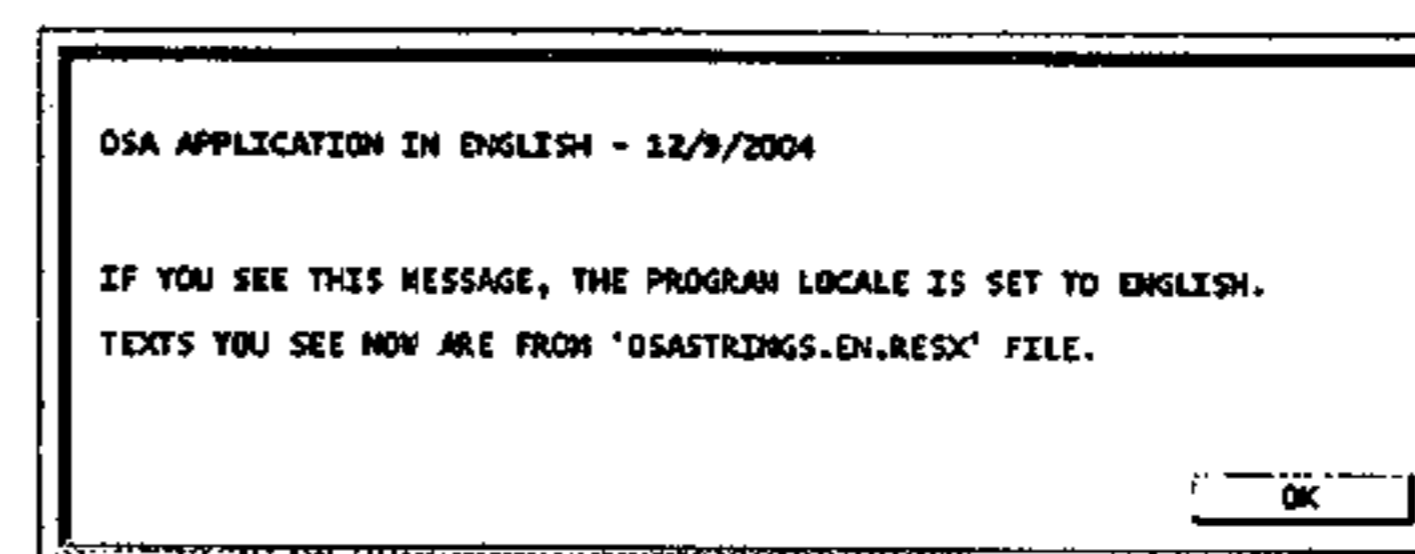 OSA APPLICATION IN ENGLISH - 12/9/2004
IF YOU SEE THIS MESSAGE, THE PROGRAM LOCALE IS SET TO ENGLISH.
TEXTS YOU SEE NOW ARE FROM 'OSASTRINGS.EN.RESX' FILE.
OK